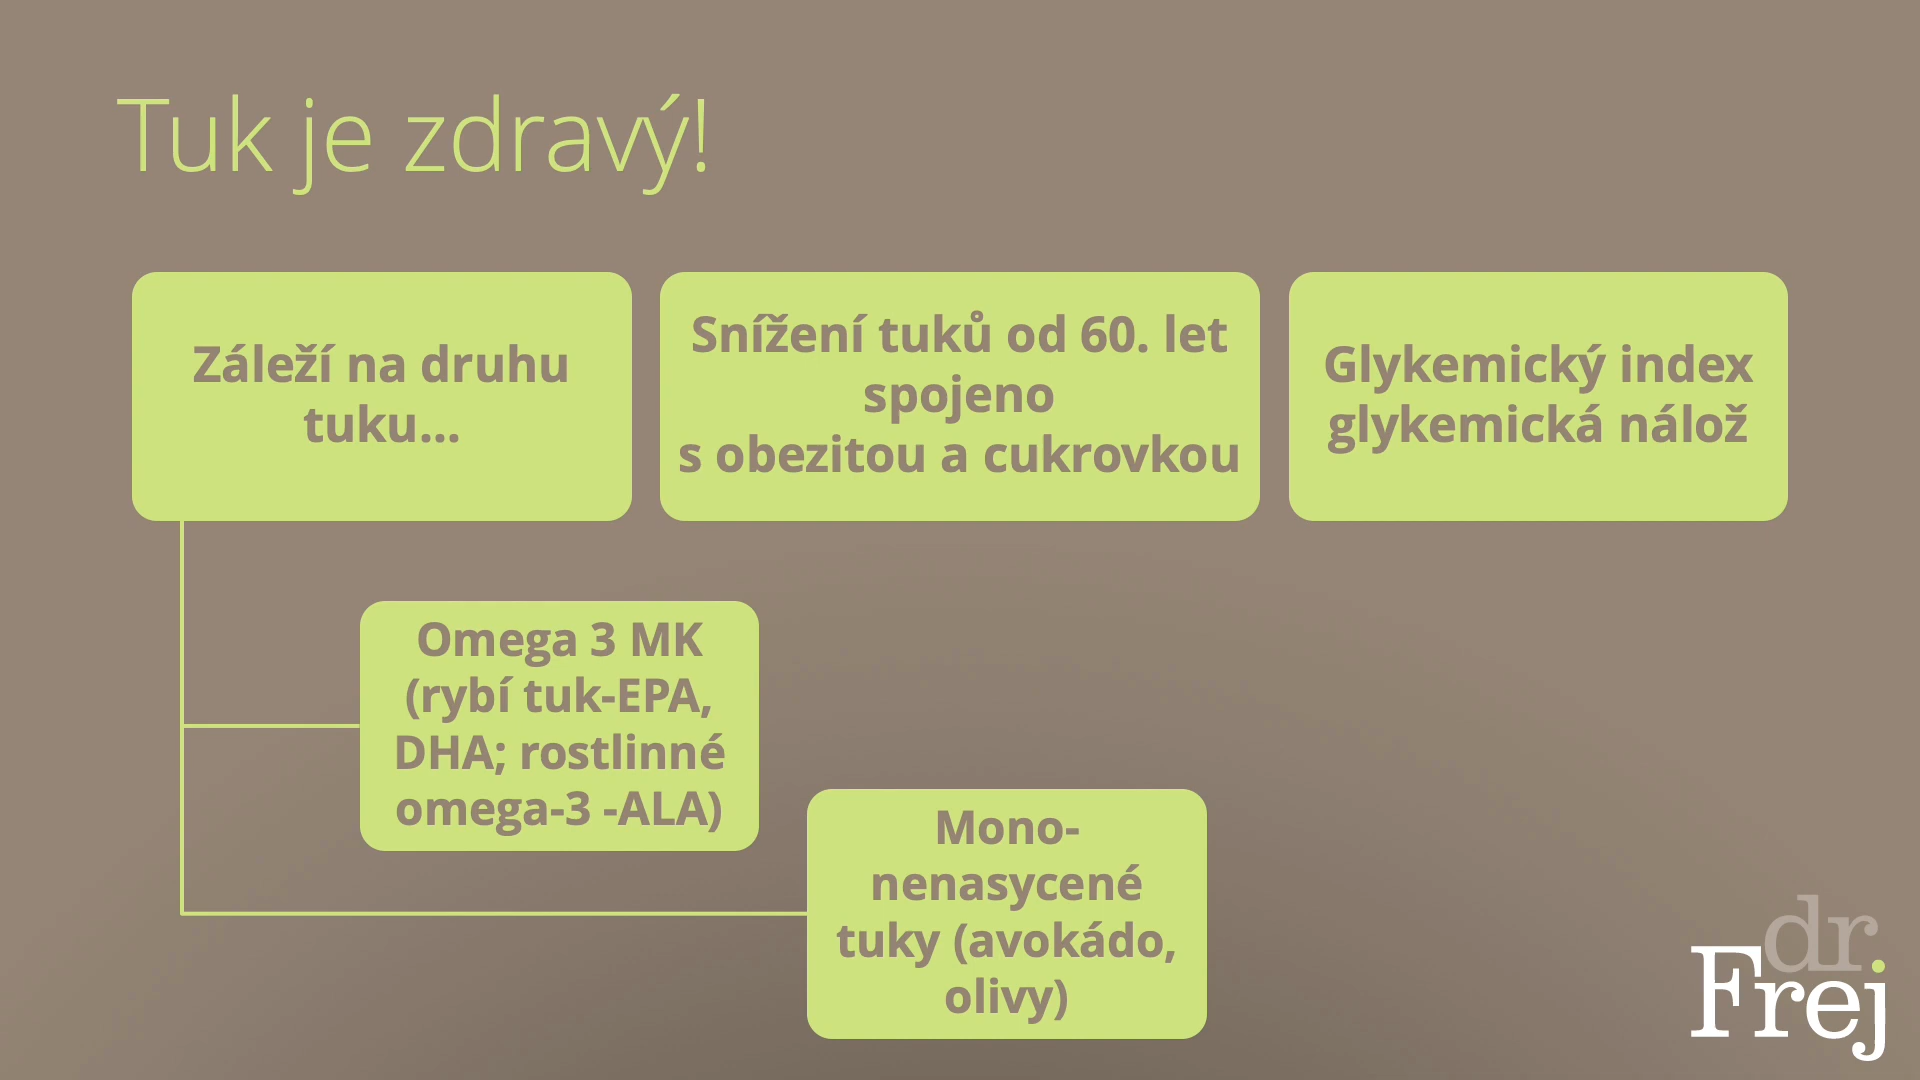 Tuk je zdravý!
Záleží na druhu
tuku...
Snížení tuků od 60. let
spojeno
s obezitou a cukrovkou
Glykemický index
glykemická nálož
Omega 3 MK
(rybí tuk-EPA,
DHA; rostlinné
omega-3 -ALA)
Mono-
nenasycené
tuky (avokádo,
olivy)
dr.
Frej